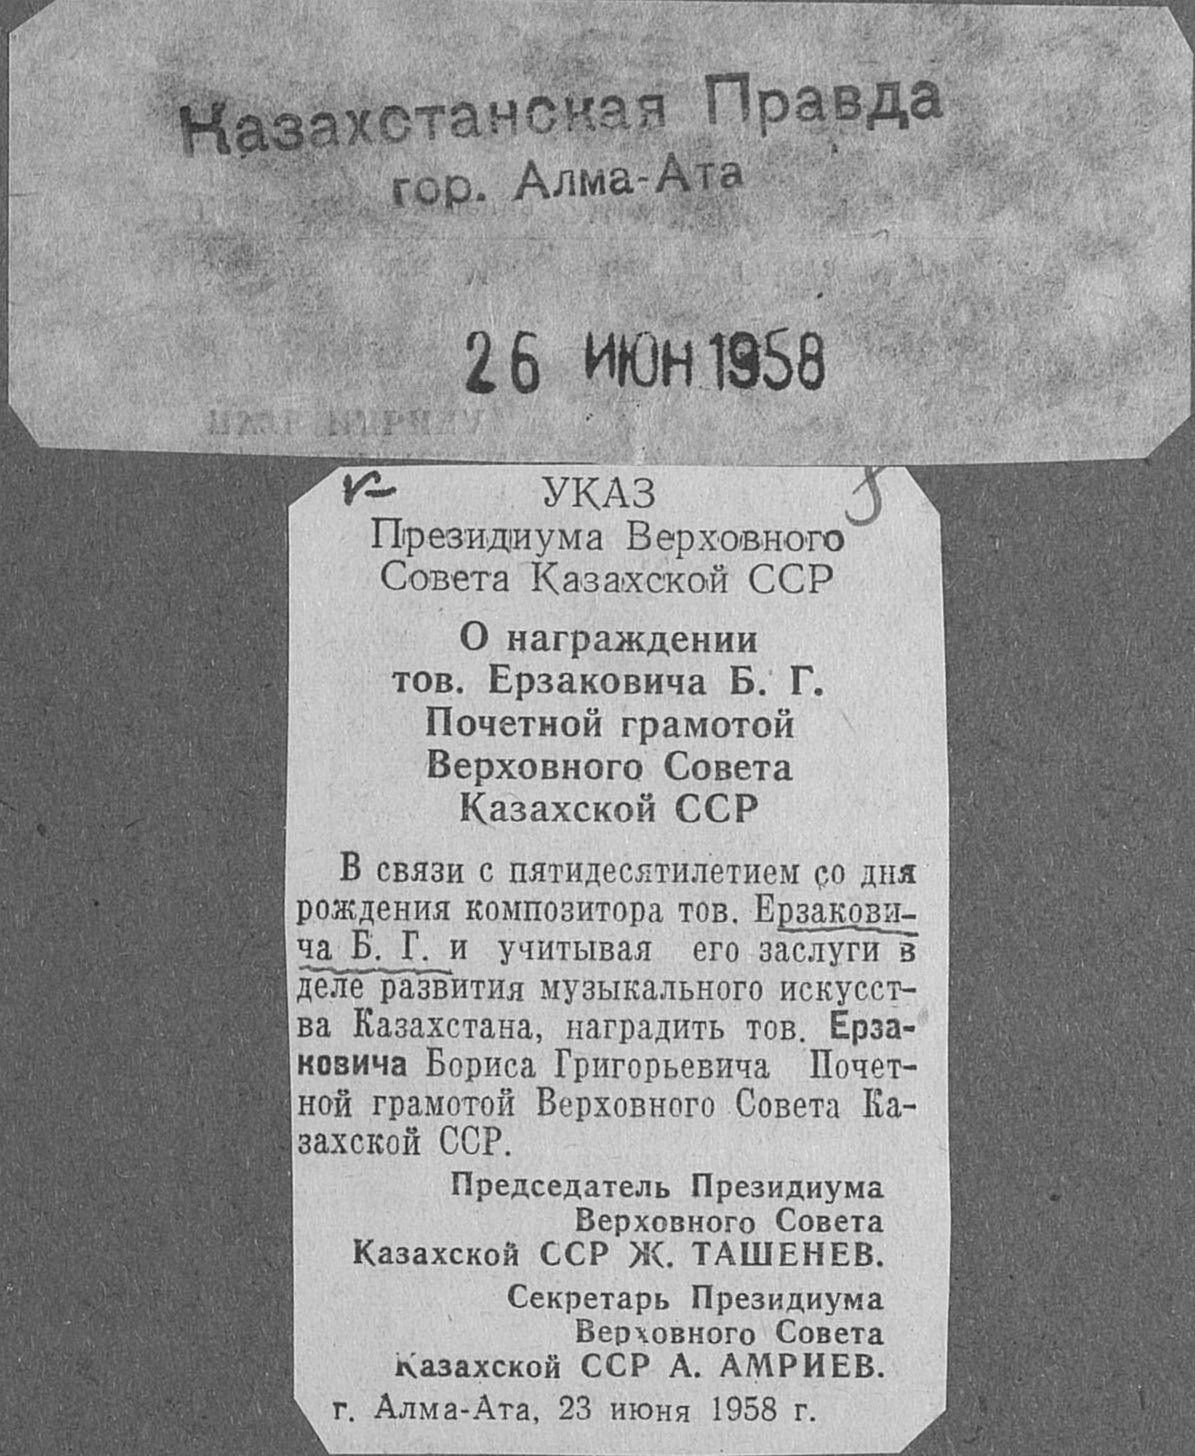 Казахстанская Правда
гор. Алма-Ата
26 ИЮН 1958
УКАЗ
Президиума Верховного
Совета Казахской ССР
О награждении
тов. Ерзаковича Б. Г.
Почетной грамотой
Верховного Совета
Казахской ССР
В связи с пятидесятилетием со дня
рождения композитора тов. Ерзакови-
ча Б. Г. и учитывая его заслуги в
деле развития музыкального искусст-
ва Казахстана, наградить тов. Ерза-
ковича Бориса Григорьевича Почет-
ной грамотой Верховного Совета Ка-
захской ССР.
Председатель Президиума
Верховного Совета
Казахской ССР Ж. ТАШЕНЕВ.
Секретарь Президиума
Верховного Совета
Казахской ССР А. АМРИЕВ.
г. Алма-Ата, 23 июня 1958 г.